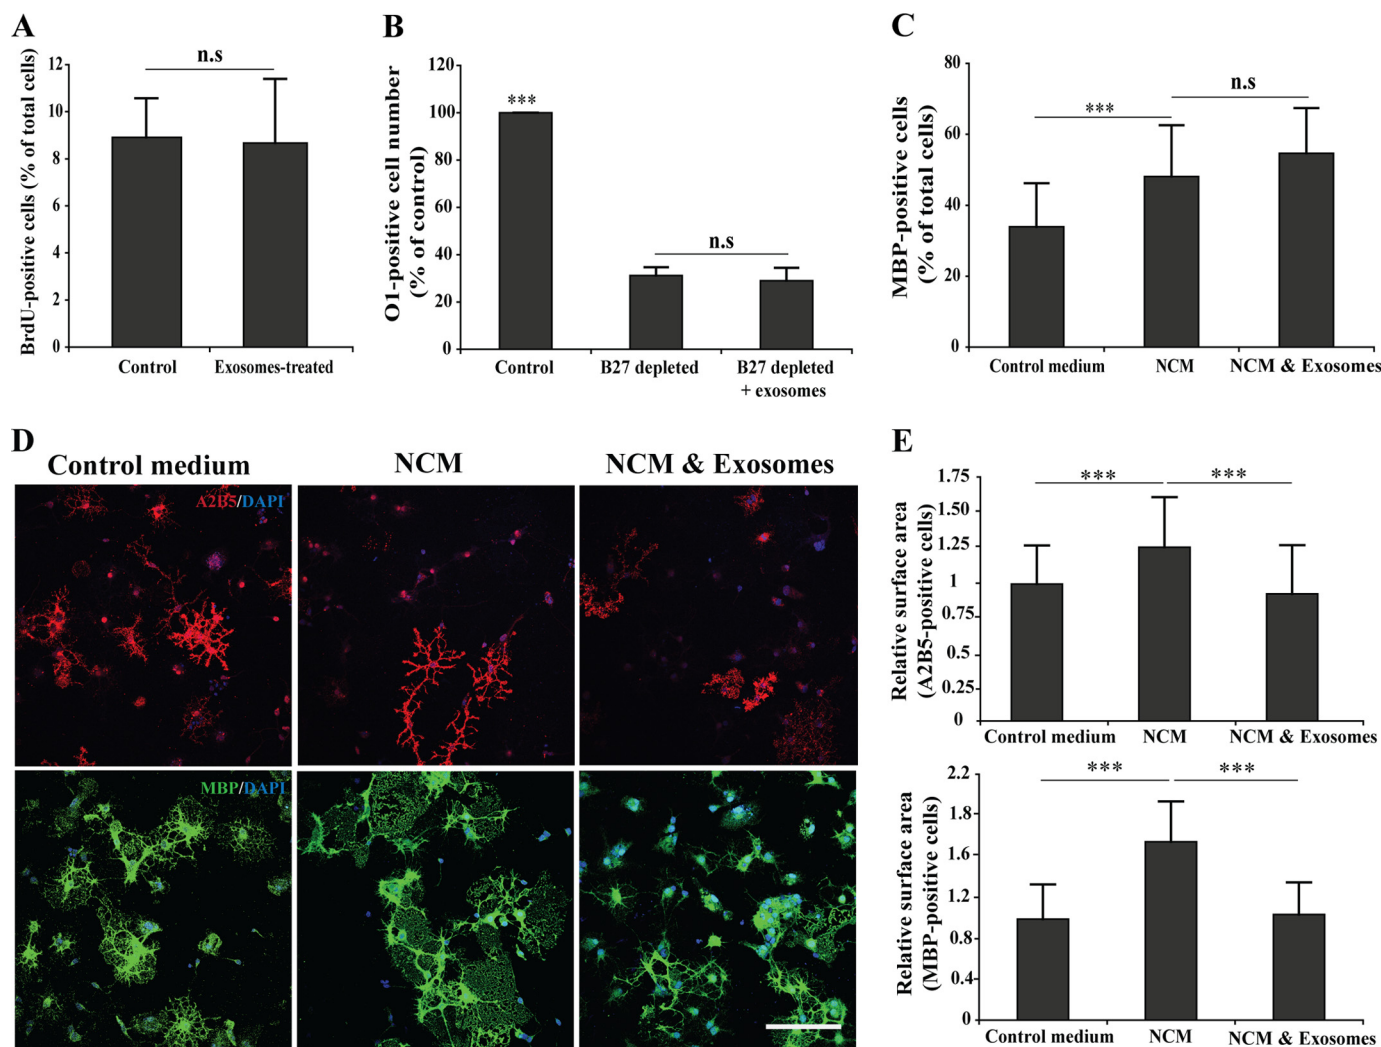 A
BrdU-positive cells (% of total cells)
12
10
8
6
4
2
0
n.s
Control
Exosomes-treated
B
O1-positive cell number
(% of control)
120
100
80
60
40
20
0
***
n.s
Control
B27 depleted
B27 depleted
+ exosomes
C
MBP-positive cells
(% of total cells)
80
60
40
20
0
***
n.s
Control medium
NCM
NCM & Exosomes
D
Control medium
NCM
NCM & Exosomes
A2B5/DAPI
MBP/DAPI
E
Relative surface area
(A2B5-positive cells)
1.75
1.50
1.25
1
0.75
0.5
0.25
0
***
***
Control medium
NCM
NCM & Exosomes
Relative surface area
(MBP-positive cells)
2.2
1.8
1.6
1.2
0.8
0.4
0
***
***
Control medium
NCM
NCM & Exosomes